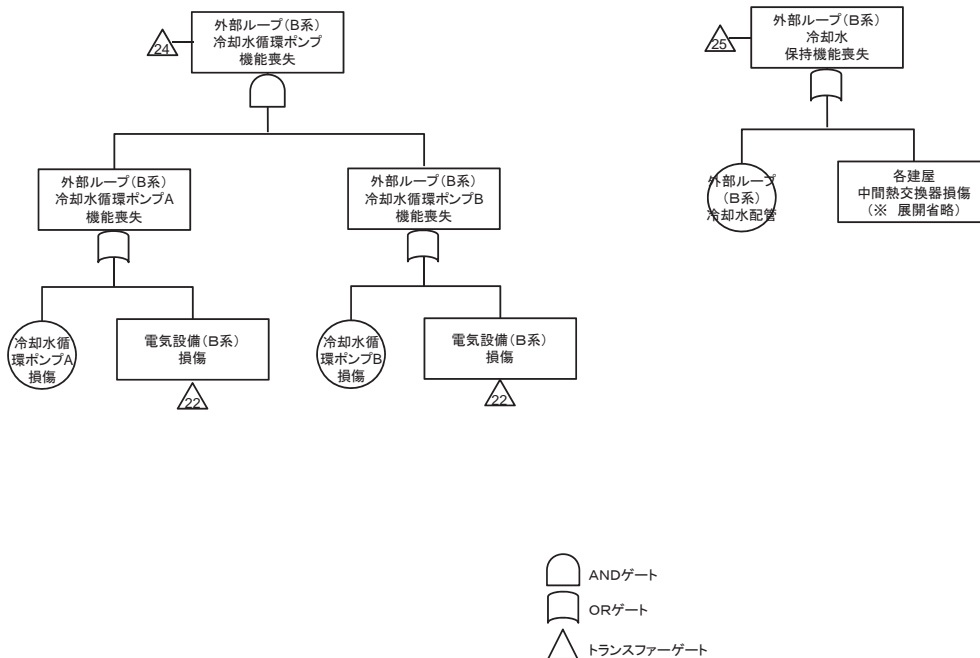 外部ループ（B系）
冷却水循環ポンプ
機能喪失
24
外部ループ（B系）
冷却水循環ポンプA
機能喪失
外部ループ（B系）
冷却水循環ポンプB
機能喪失
冷却水循
環ポンプA
損傷
電気設備（B系）
損傷
22
冷却水循
環ポンプB
損傷
電気設備（B系）
損傷
22
外部ループ（B系）
冷却水
保持機能喪失
25
外部ループ
（B系）
冷却水配管
各建屋
中間熱交換器損傷
（※ 展開省略）
ANDゲート
ORゲート
トランスファーゲート